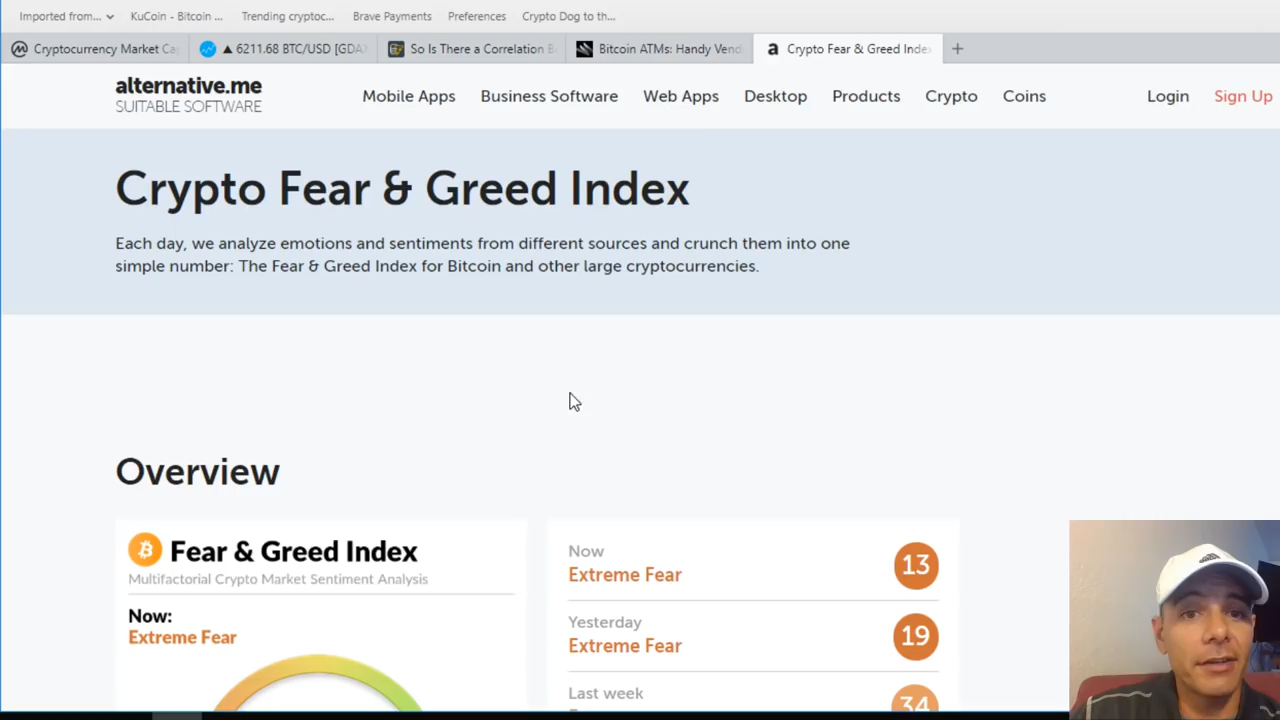 Imported from...
KuCoin - Bitcoin ...
Trending cryptoc...
Brave Payments
Preferences
Crypto Dog to th...
Cryptocurrency Market Ca
▲ 6211.68 BTC/USD [GDA
So Is There a Correlation B
Bitcoin ATMs: Handy Vend
a Crypto Fear & Greed Index
alternative.me
SUITABLE SOFTWARE
Mobile Apps
Business Software
Web Apps
Desktop
Products
Crypto
Coins
Login
Sign Up
Crypto Fear & Greed Index
Each day, we analyze emotions and sentiments from different sources and crunch them into one
simple number: The Fear & Greed Index for Bitcoin and other large cryptocurrencies.
Overview
Fear & Greed Index
Multifactorial Crypto Market Sentiment Analysis
Now:
Extreme Fear
Now
Extreme Fear
13
Yesterday
Extreme Fear
19
Last week
34